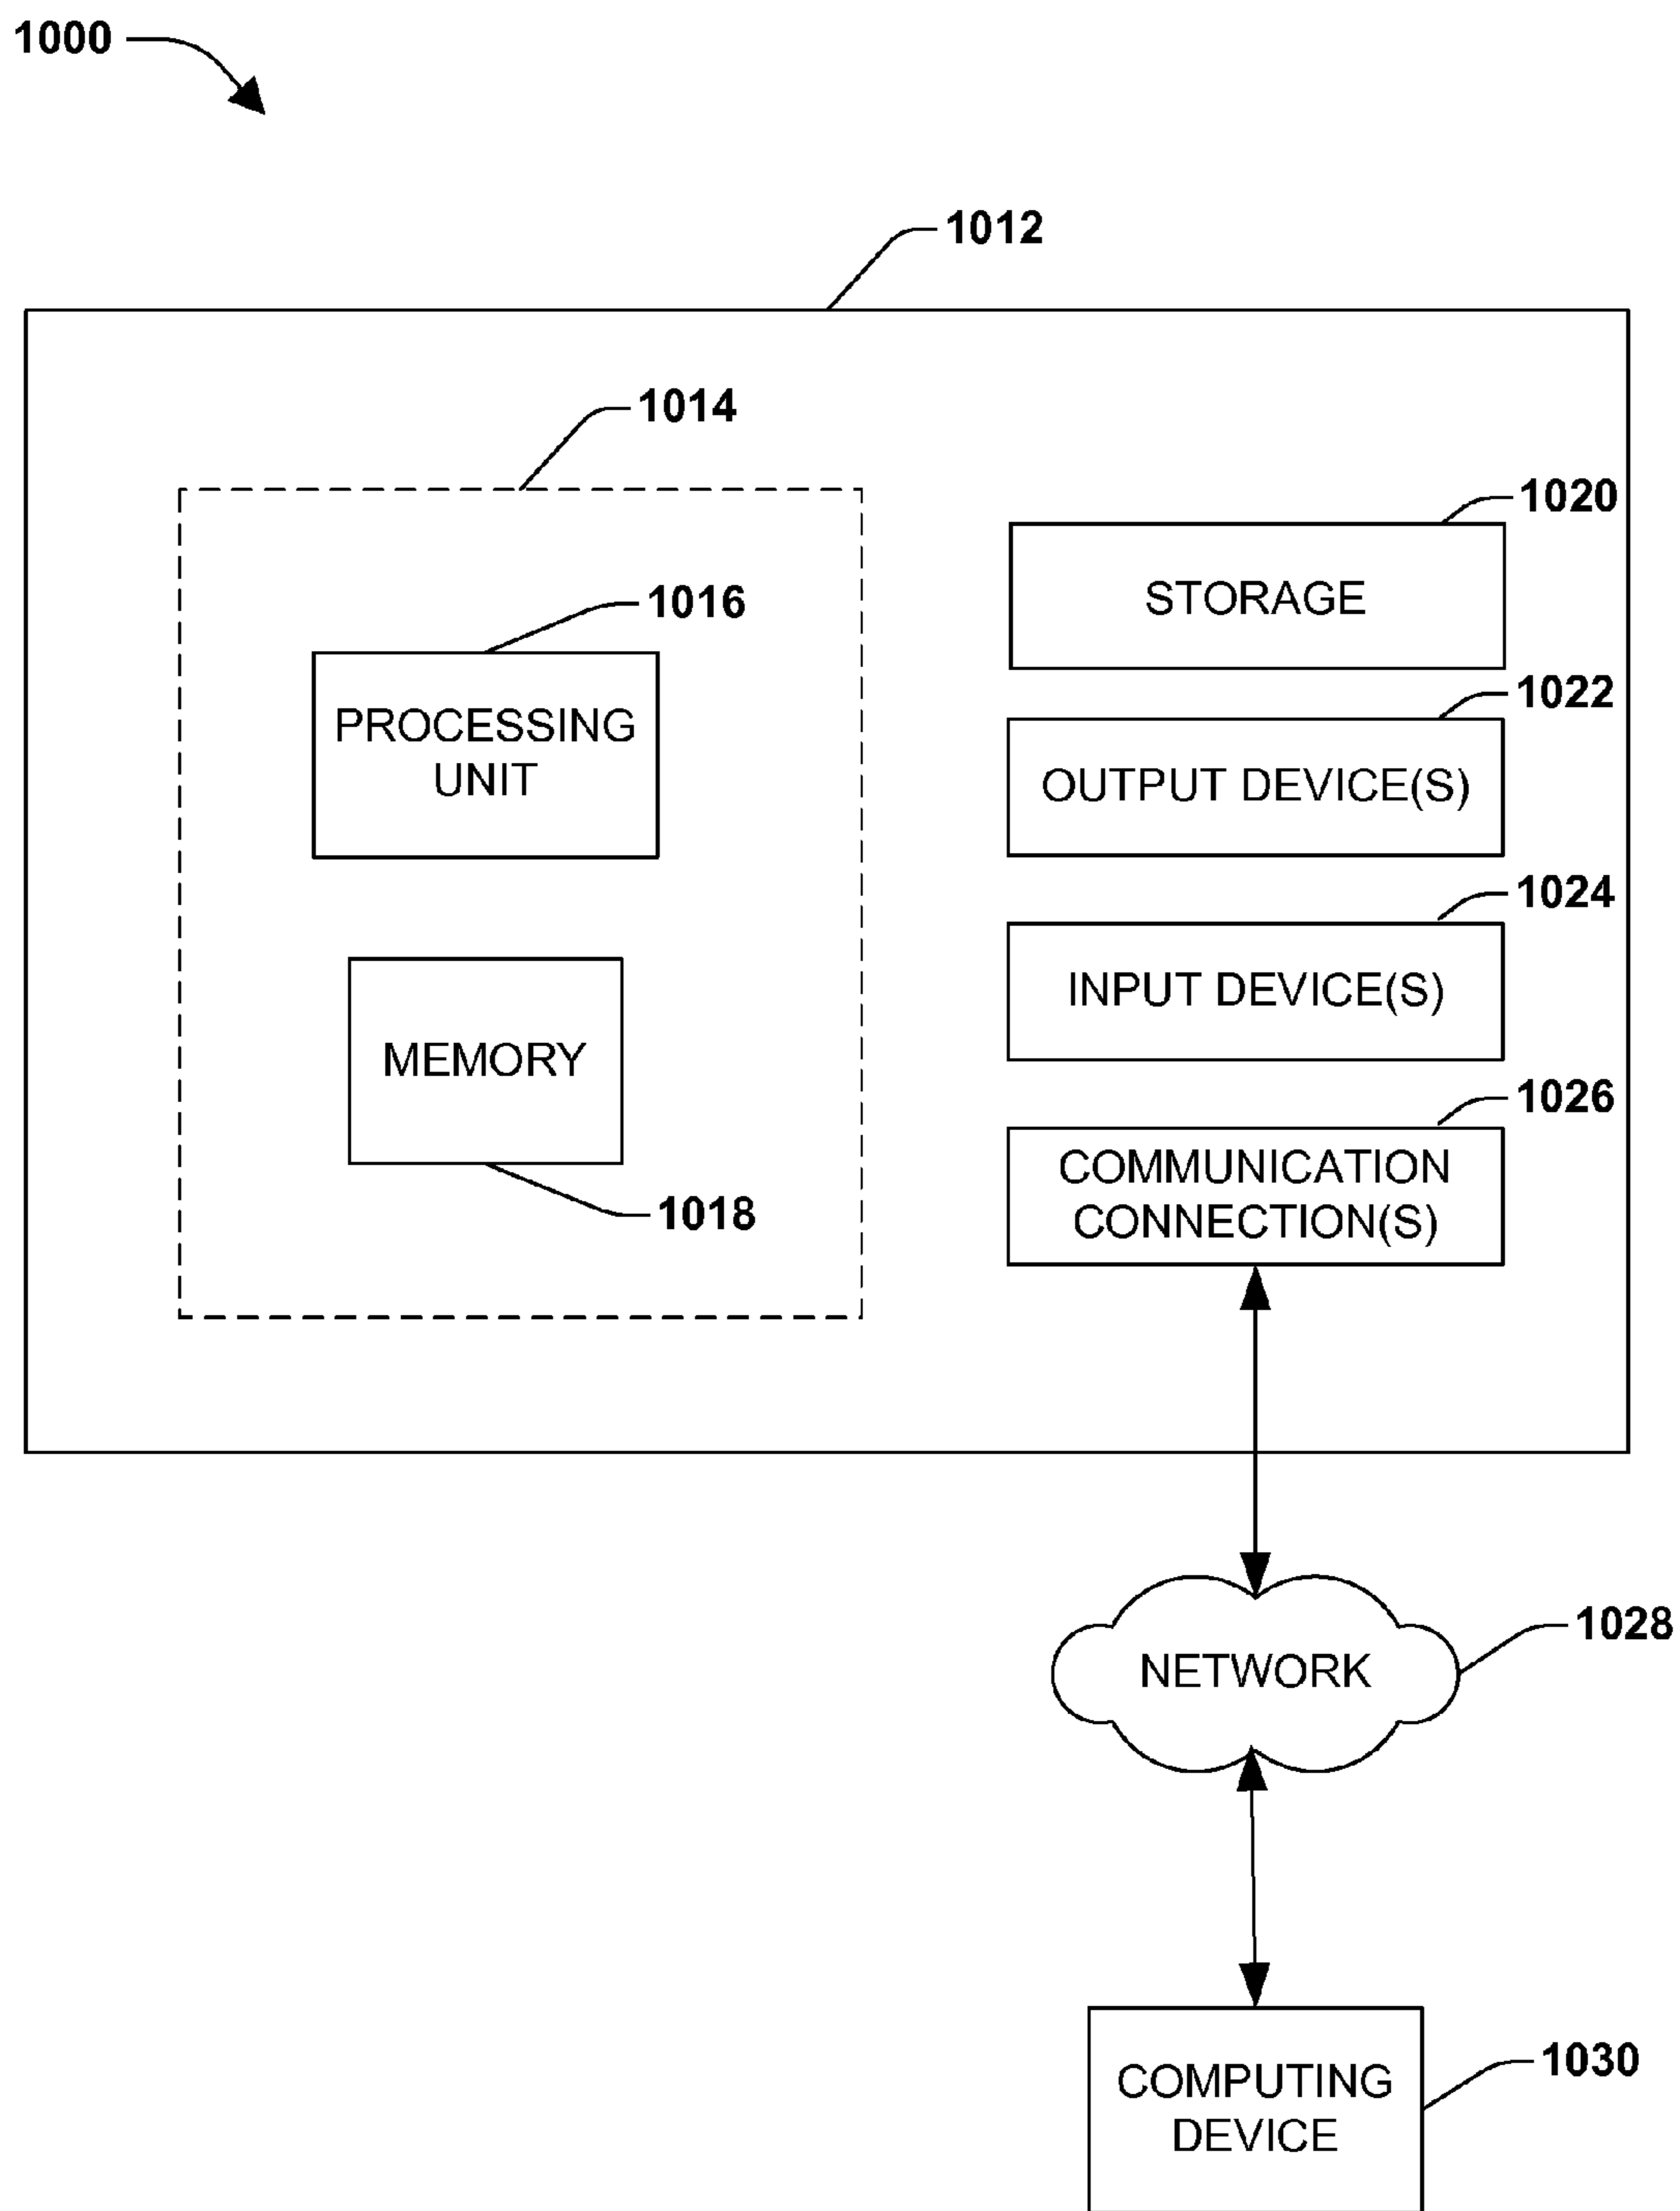 1000
1012
1014
1020
STORAGE
1016
1022
PROCESSING
UNIT
OUTPUT DEVICE(S)
1024
INPUT DEVICE(S)
MEMORY
1026
COMMUNICATION
CONNECTION(S)
1018
1028
NETWORK
1030
COMPUTING
DEVICE